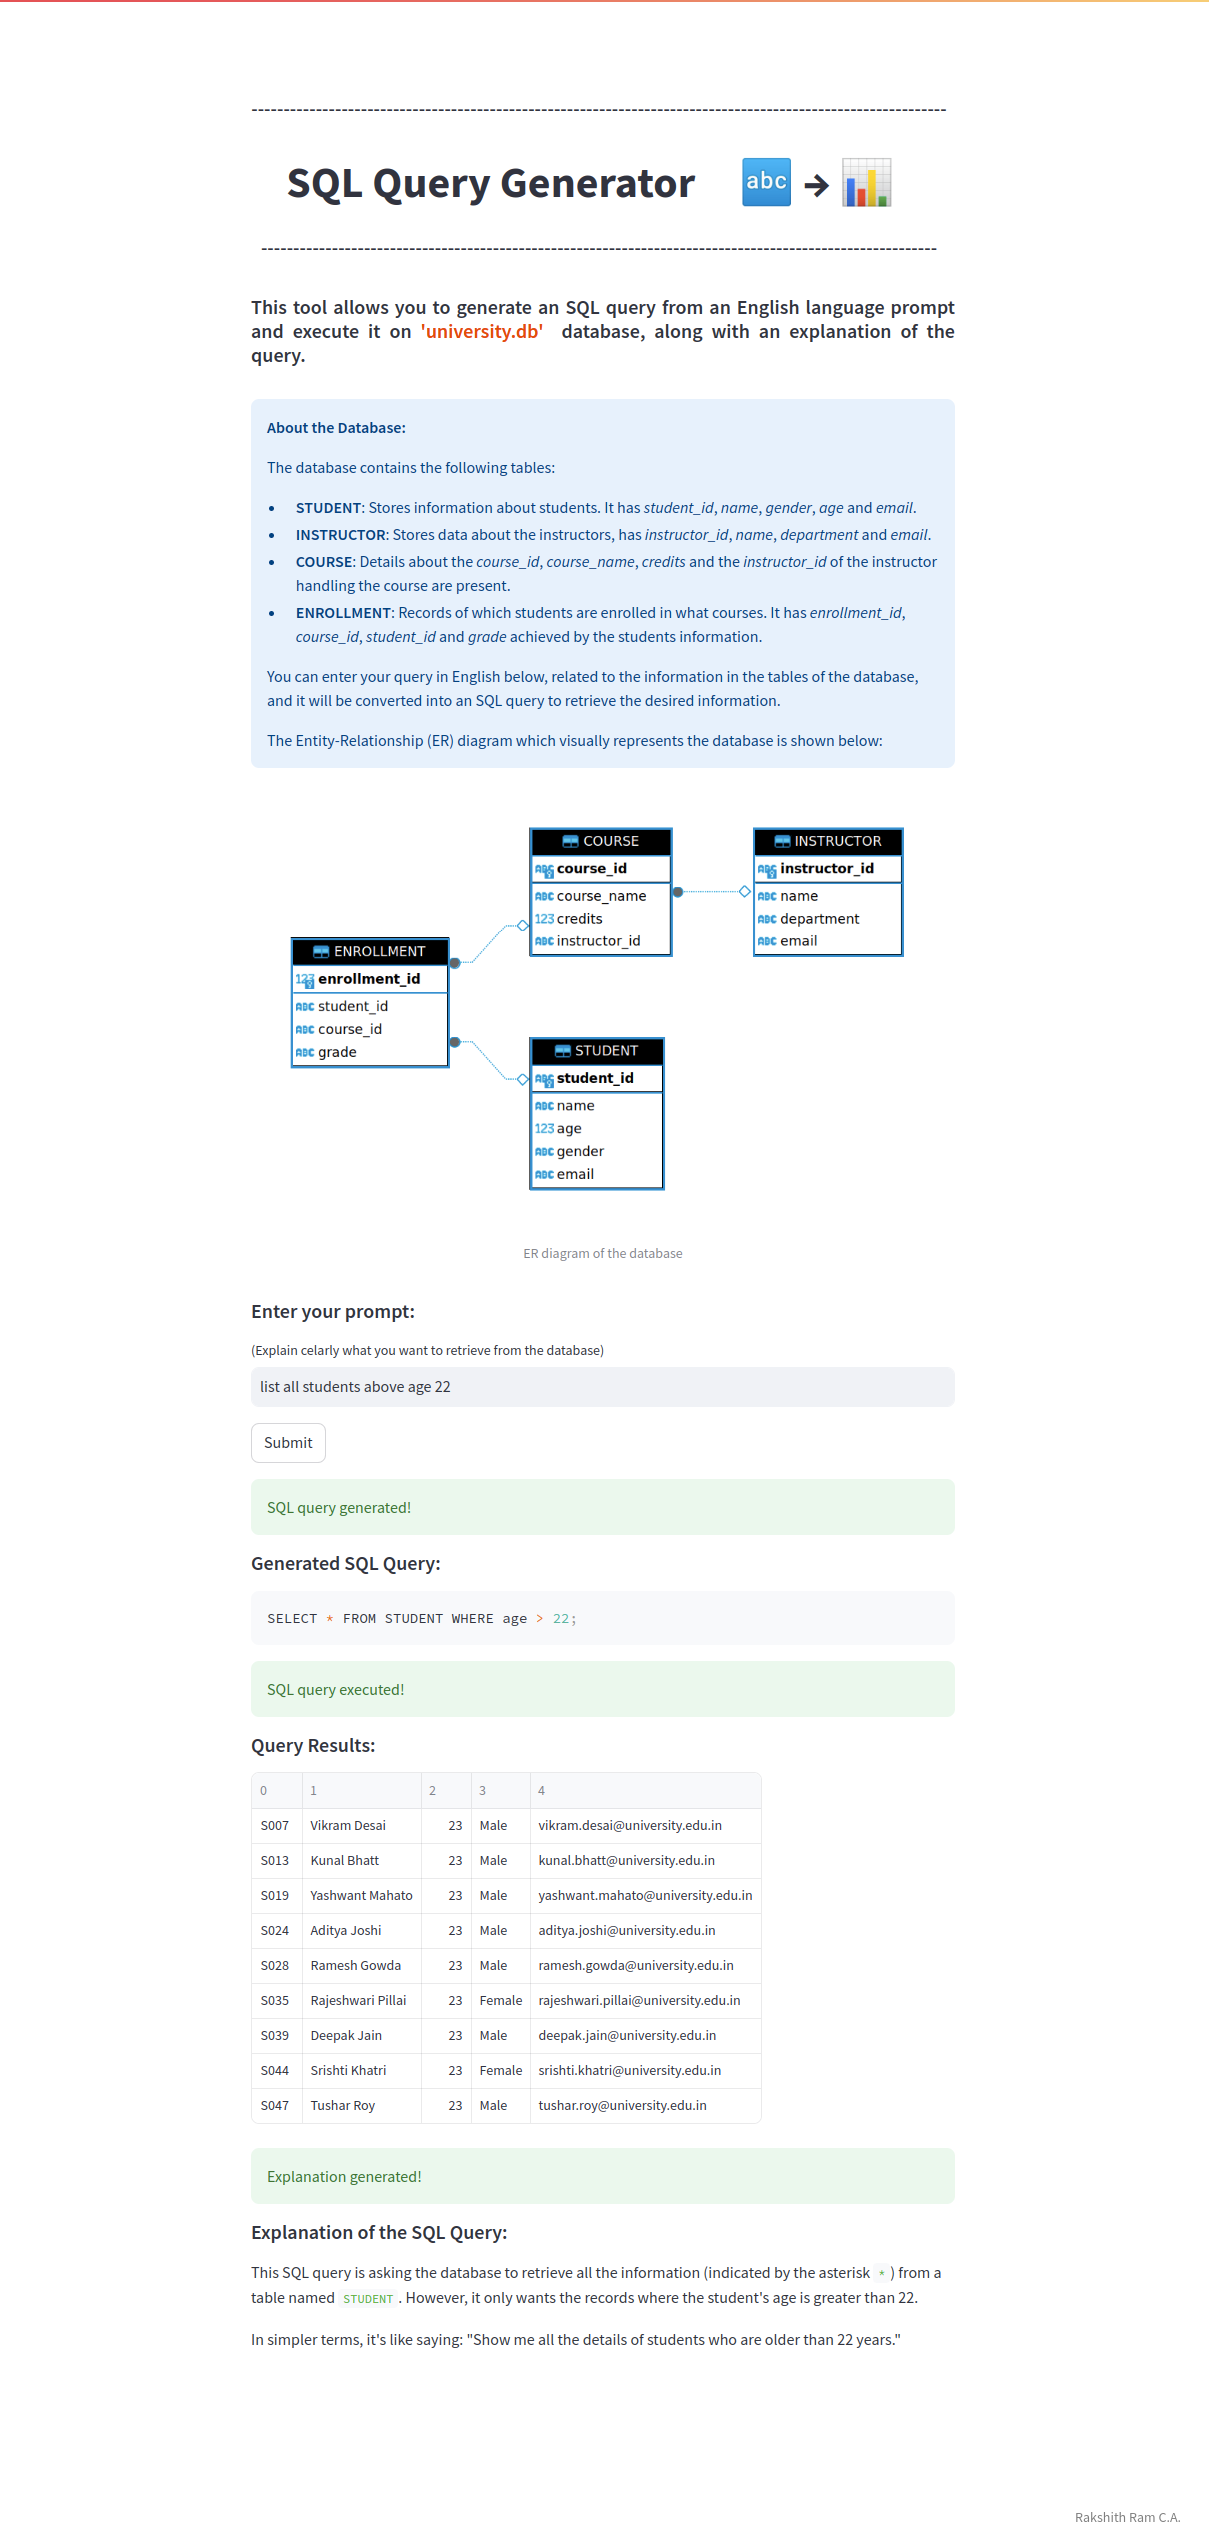 ----------------------------------------------------------------------------------------------------------------
SQL Query Generator abc →
-------------------------------------------------------------------------------------------------------------
This tool allows you to generate an SQL query from an English language prompt
and execute it on 'university.db' database, along with an explanation of the
query.
About the Database:
The database contains the following tables:
• STUDENT: Stores information about students. It has student_id, name, gender, age and email.
• INSTRUCTOR: Stores data about the instructors, has instructor_id, name, department and email.
• COURSE: Details about the course_id, course_name, credits and the instructor_id of the instructor
handling the course are present.
• ENROLLMENT: Records of which students are enrolled in what courses. It has enrollment_id,
course_id, student_id and grade achieved by the students information.
You can enter your query in English below, related to the information in the tables of the database,
and it will be converted into an SQL query to retrieve the desired information.
The Entity-Relationship (ER) diagram which visually represents the database is shown below:
COURSE
ABC course_id
ABC course_name
123 credits
ABC instructor_id
INSTRUCTOR
ABC instructor_id
ABC name
ABC department
ABC email
ENROLLMENT
123 enrollment_id
ABC student_id
ABC course_id
ABC grade
STUDENT
ABC student_id
ABC name
123 age
ABC gender
ABC email
ER diagram of the database
Enter your prompt:
(Explain celarly what you want to retrieve from the database)
list all students above age 22
Submit
SQL query generated!
Generated SQL Query:
SELECT * FROM STUDENT WHERE age > 22;
SQL query executed!
Query Results:
0 1 2 3 4
S007 Vikram Desai 23 Male vikram.desai@university.edu.in
S013 Kunal Bhatt 23 Male kunal.bhatt@university.edu.in
S019 Yashwant Mahato 23 Male yashwant.mahato@university.edu.in
S024 Aditya Joshi 23 Male aditya.joshi@university.edu.in
S028 Ramesh Gowda 23 Male ramesh.gowda@university.edu.in
S035 Rajeshwari Pillai 23 Female rajeshwari.pillai@university.edu.in
S039 Deepak Jain 23 Male deepak.jain@university.edu.in
S044 Srishti Khatri 23 Female srishti.khatri@university.edu.in
S047 Tushar Roy 23 Male tushar.roy@university.edu.in
Explanation generated!
Explanation of the SQL Query:
This SQL query is asking the database to retrieve all the information (indicated by the asterisk * ) from a
table named STUDENT . However, it only wants the records where the student's age is greater than 22.
In simpler terms, it's like saying: "Show me all the details of students who are older than 22 years."
Rakshith Ram C.A.